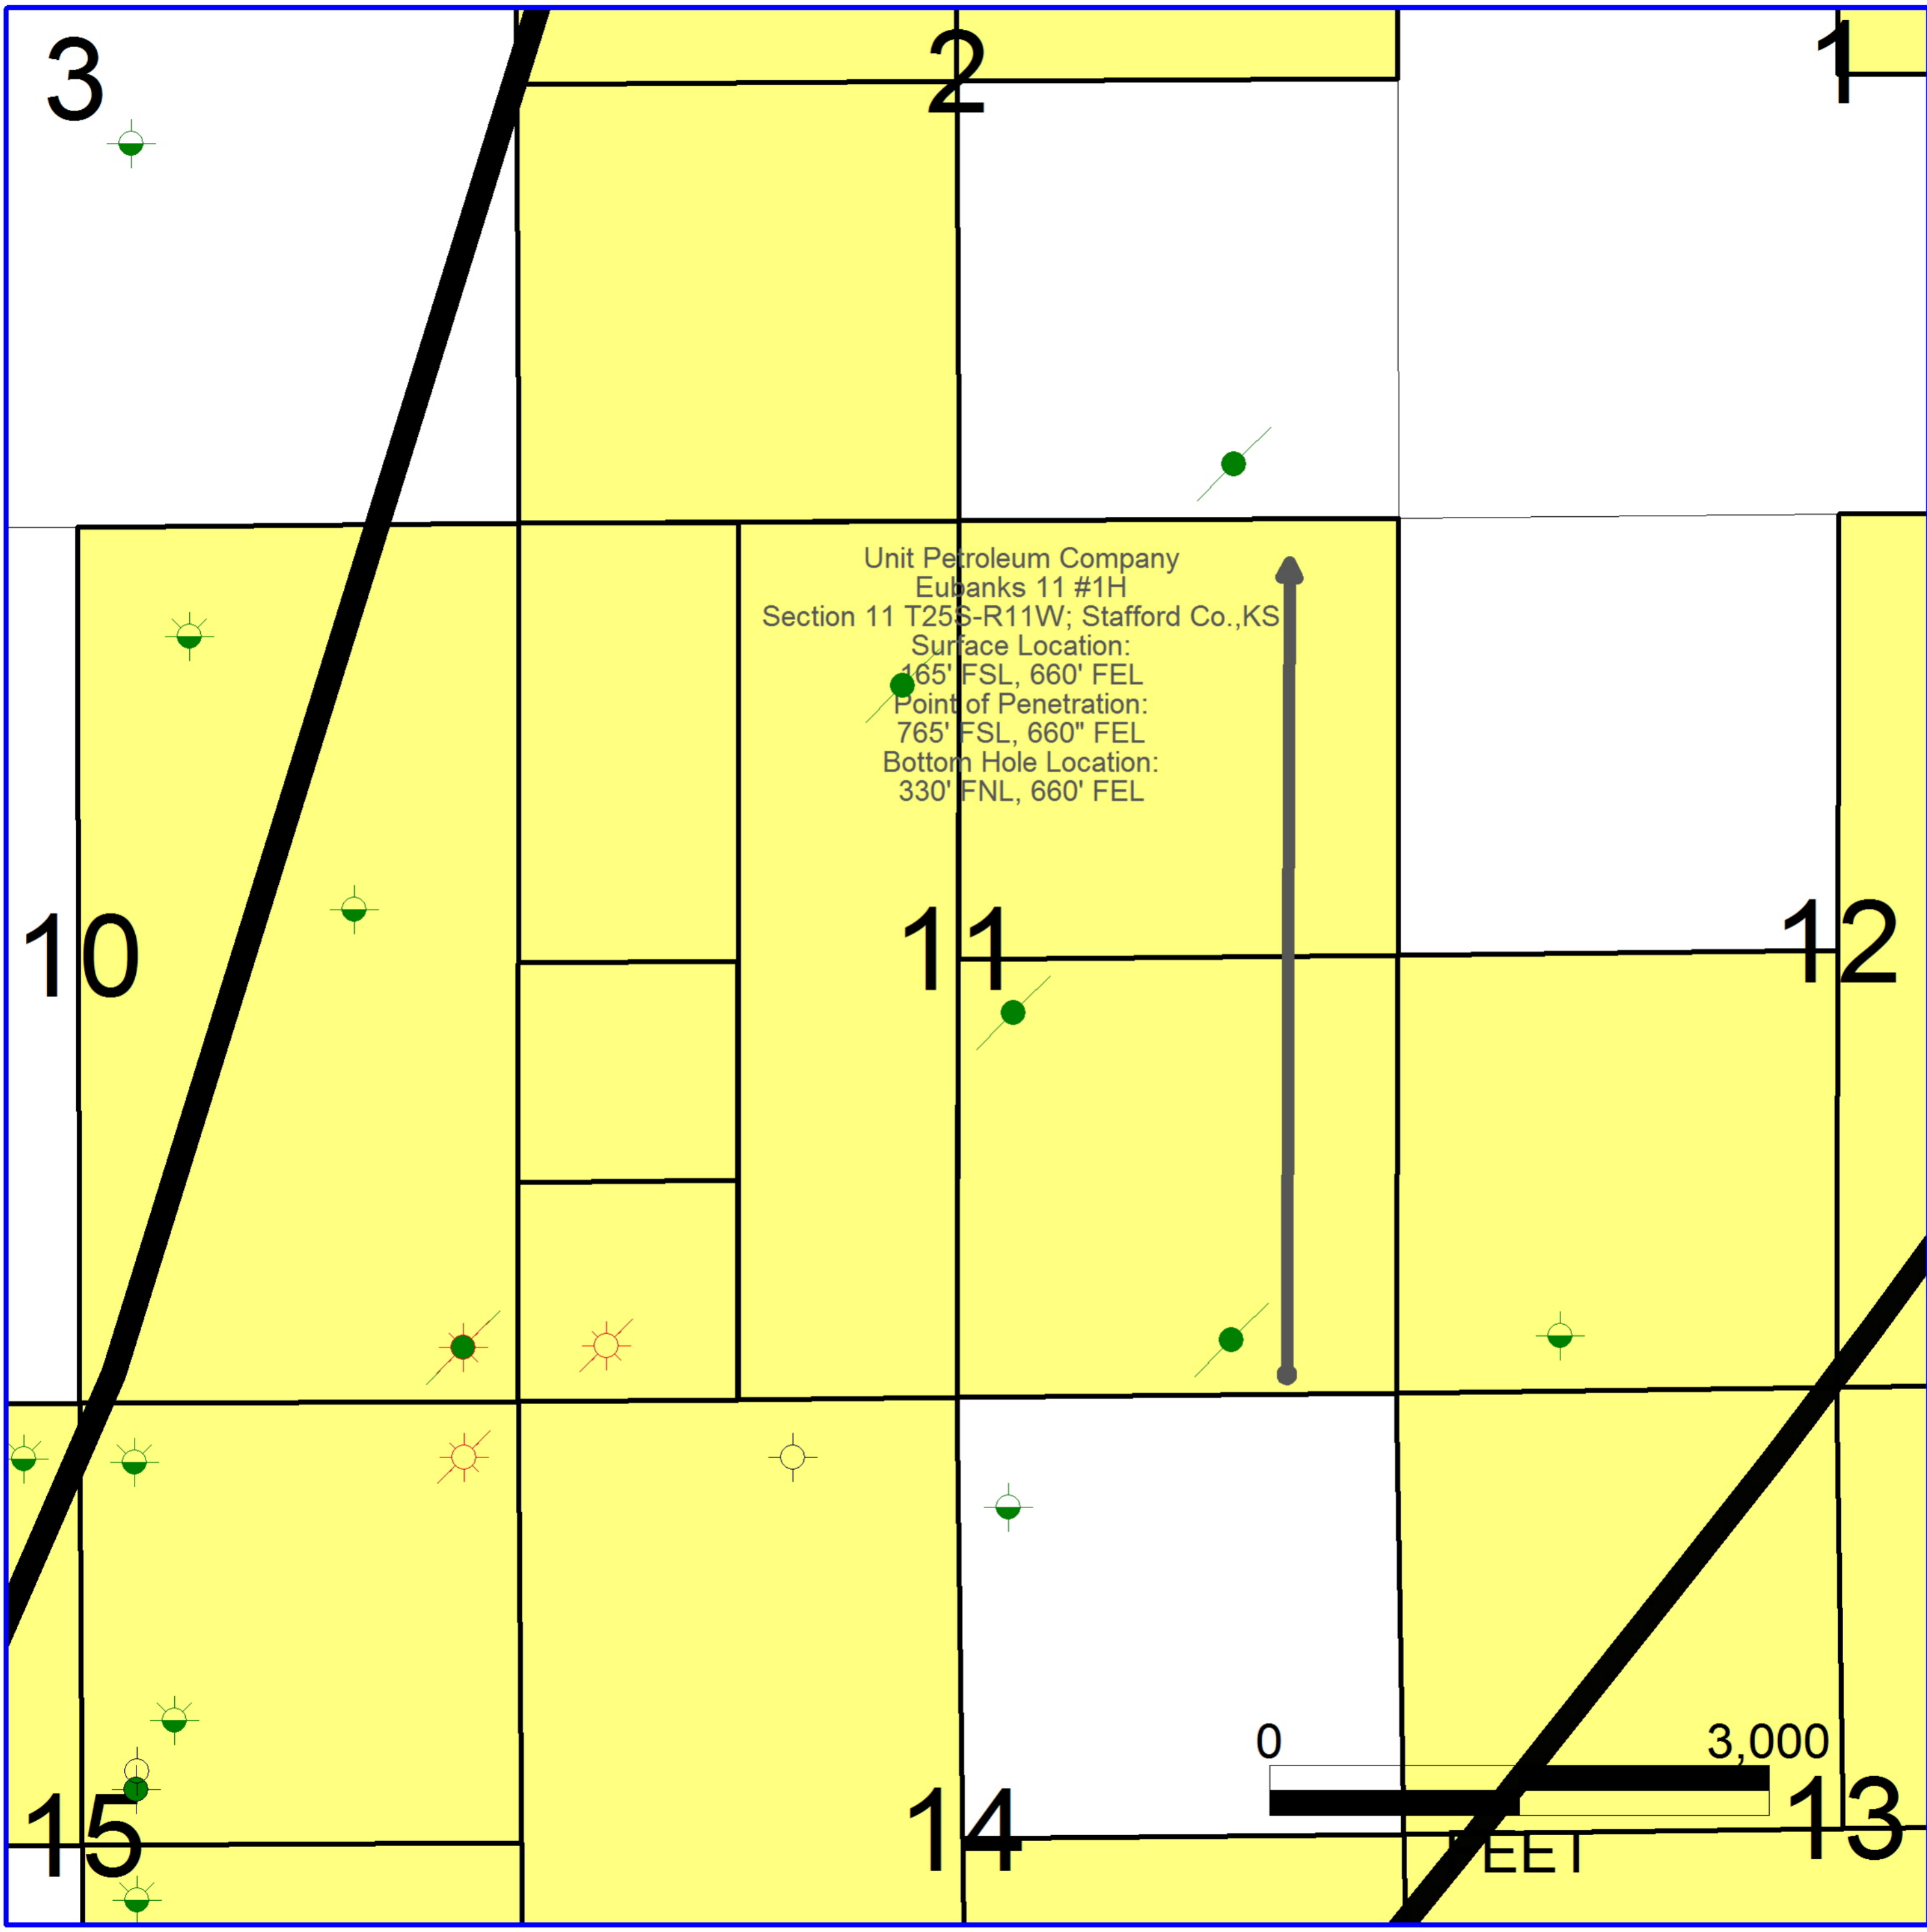 3
2
1
Unit Petroleum Company
Eubanks 11 #1H
Section 11 T25S-R11W; Stafford Co.,KS
Surface Location:
165' FSL, 660' FEL
Point of Penetration:
765' FSL, 660" FEL
Bottom Hole Location:
330' FNL, 660' FEL
10
11
12
0
3,000
FEET
15
14
13